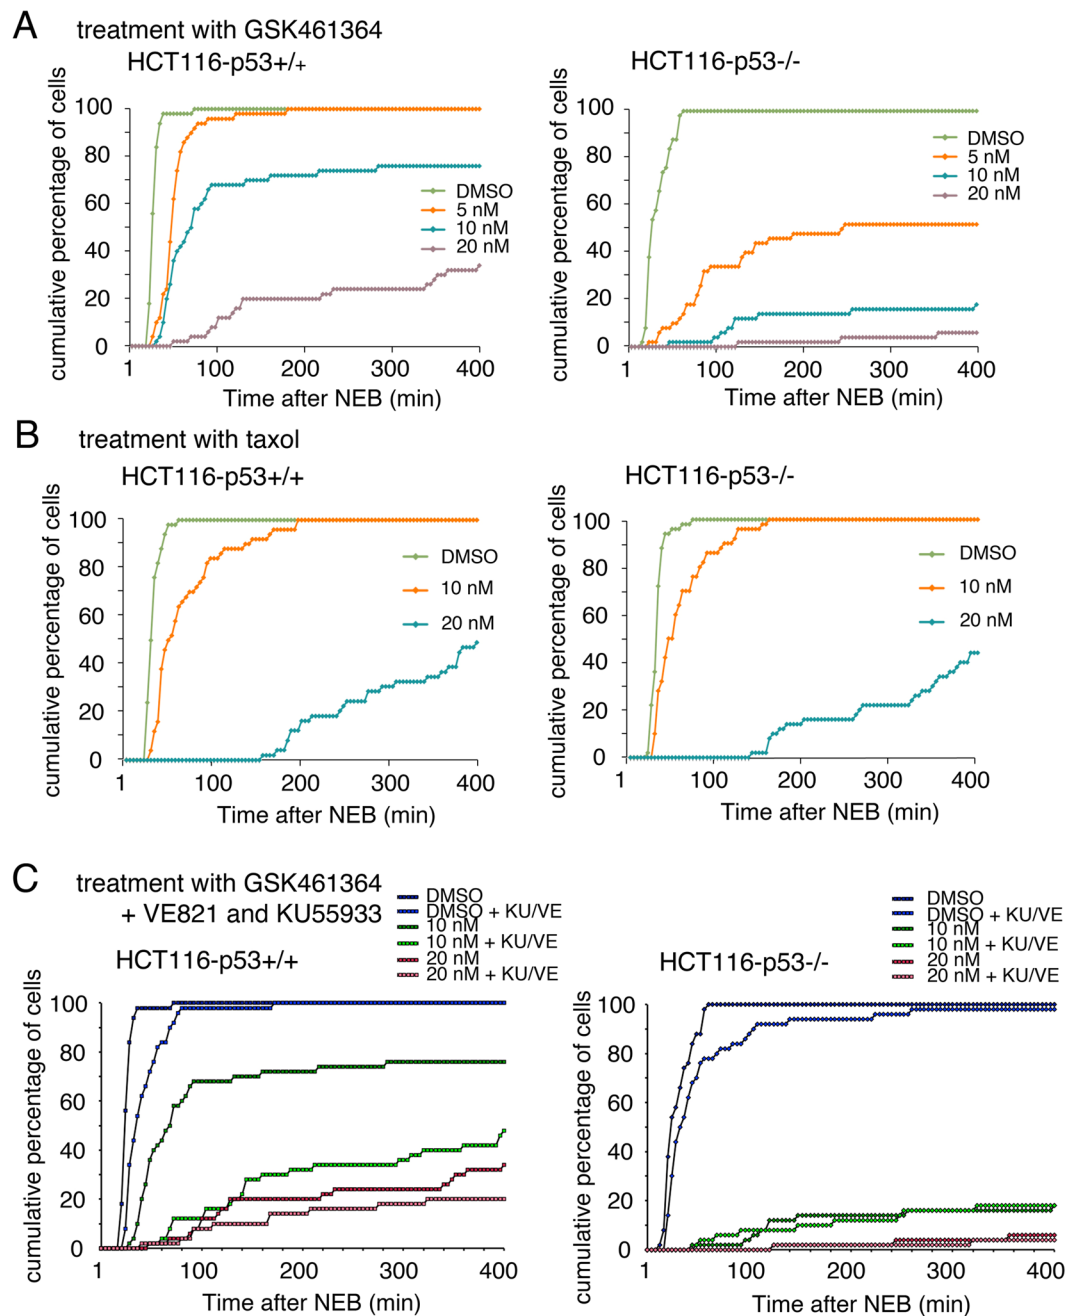 A
treatment with GSK461364
HCT116-p53+/+
HCT116-p53-/-
cumulative percentage of cells
100
80
60
40
20
0
1
100
200
300
400
Time after NEB (min)
DMSO
5 nM
10 nM
20 nM
cumulative percentage of cells
100
80
60
40
20
0
1
100
200
300
400
Time after NEB (min)
DMSO
5 nM
10 nM
20 nM
B
treatment with taxol
HCT116-p53+/+
HCT116-p53-/-
cumulative percentage of cells
100
80
60
40
20
0
1
100
200
300
400
Time after NEB (min)
DMSO
10 nM
20 nM
cumulative percentage of cells
100
80
60
40
20
0
1
100
200
300
400
Time after NEB (min)
DMSO
10 nM
20 nM
C
treatment with GSK461364
+ VE821 and KU55933
HCT116-p53+/+
DMSO
DMSO + KU/VE
10 nM
10 nM + KU/VE
20 nM
20 nM + KU/VE
cumulative percentage of cells
100
80
60
40
20
0
1
100
200
300
400
Time after NEB (min)
HCT116-p53-/-
DMSO
DMSO + KU/VE
10 nM
10 nM + KU/VE
20 nM
20 nM + KU/VE
cumulative percentage of cells
100
80
60
40
20
0
1
100
200
300
400
Time after NEB (min)